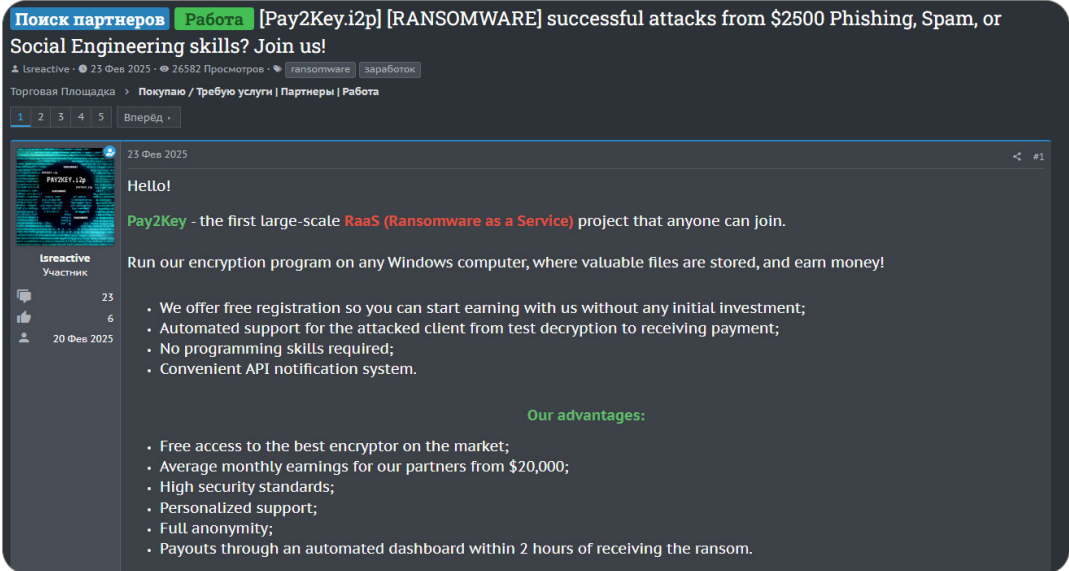 Поиск партнеров Работа [Pay2Key.i2p] [RANSOMWARE] successful attacks from $2500 Phishing, Spam, or
Social Engineering skills? Join us!
lsreactive · 23 Фев 2025 · 26582 Просмотров · ransomware заработок
Торговая Площадка › Покупаю / Требую услуги | Партнеры | Работа
1 2 3 4 5 Вперёд
23 Фев 2025 #1
PAY2KEY.i2p
lsreactive
Участник
23
6
20 Фев 2025
Hello!
Pay2Key - the first large-scale RaaS (Ransomware as a Service) project that anyone can join.
Run our encryption program on any Windows computer, where valuable files are stored, and earn money!
• We offer free registration so you can start earning with us without any initial investment;
• Automated support for the attacked client from test decryption to receiving payment;
• No programming skills required;
• Convenient API notification system.
Our advantages:
• Free access to the best encryptor on the market;
• Average monthly earnings for our partners from $20,000;
• High security standards;
• Personalized support;
• Full anonymity;
• Payouts through an automated dashboard within 2 hours of receiving the ransom.